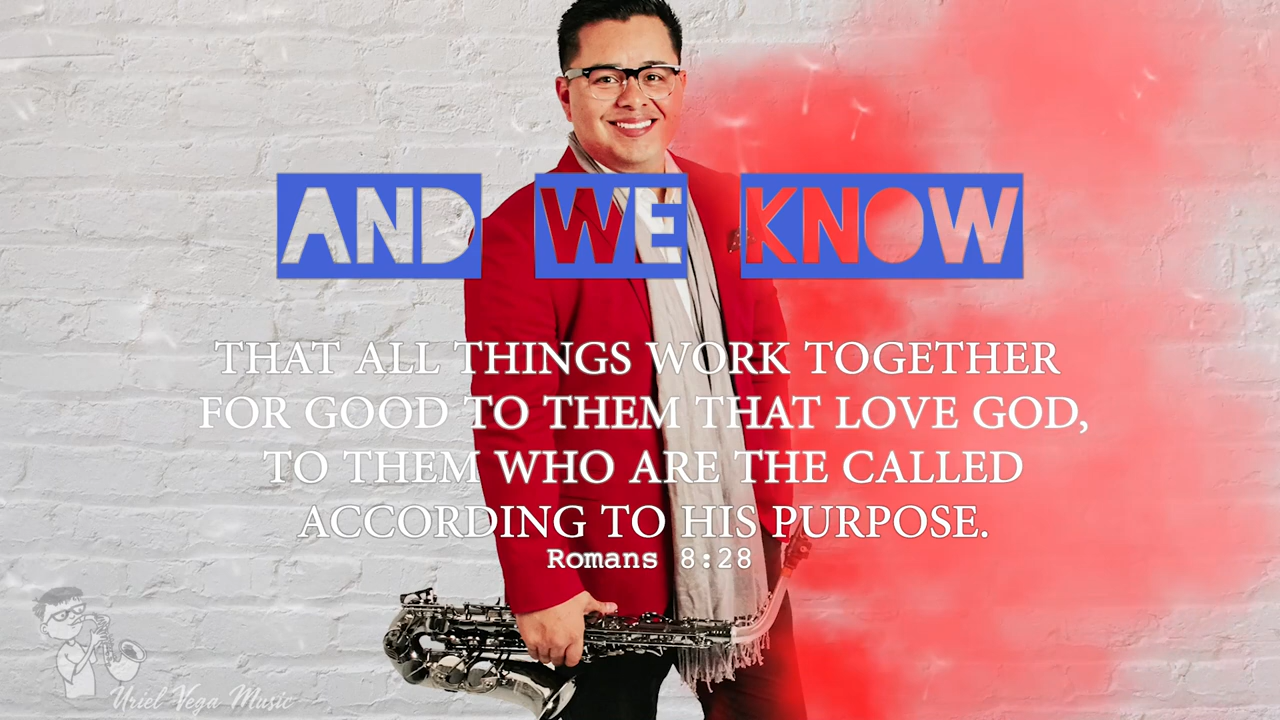 AND WE KNOW
THAT ALL THINGS WORK TOGETHER
FOR GOOD TO THEM THAT LOVE GOD,
TO THEM WHO ARE THE CALLED
ACCORDING TO HIS PURPOSE.
Romans 8:28
Uriel Vega Music